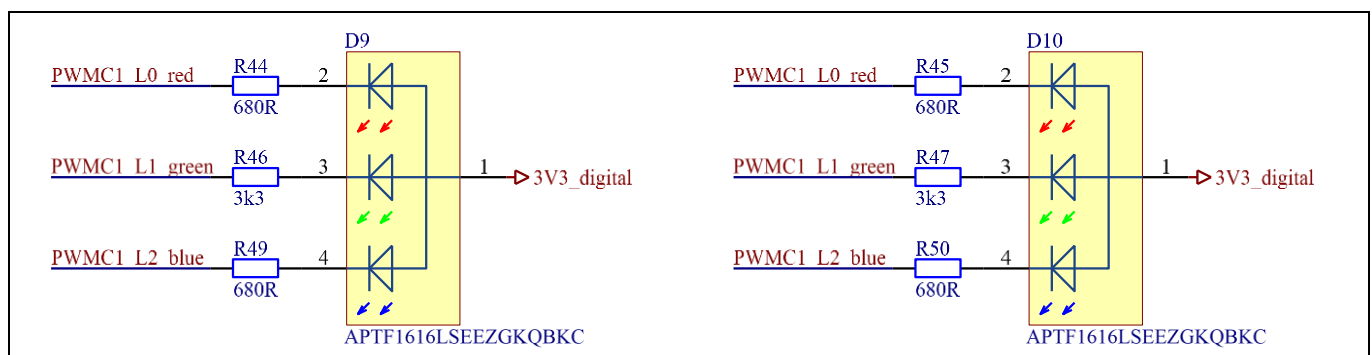 D9
PWMC1_L0_red R44 2
680R
PWMC1_L1_green R46 3 1 3V3_digital
3k3
PWMC1_L2_blue R49 4
680R
APTF1616LSEEZGKQBKC
D10
PWMC1_L0_red R45 2
680R
PWMC1_L1_green R47 3 1 3V3_digital
3k3
PWMC1_L2_blue R50 4
680R
APTF1616LSEEZGKQBKC